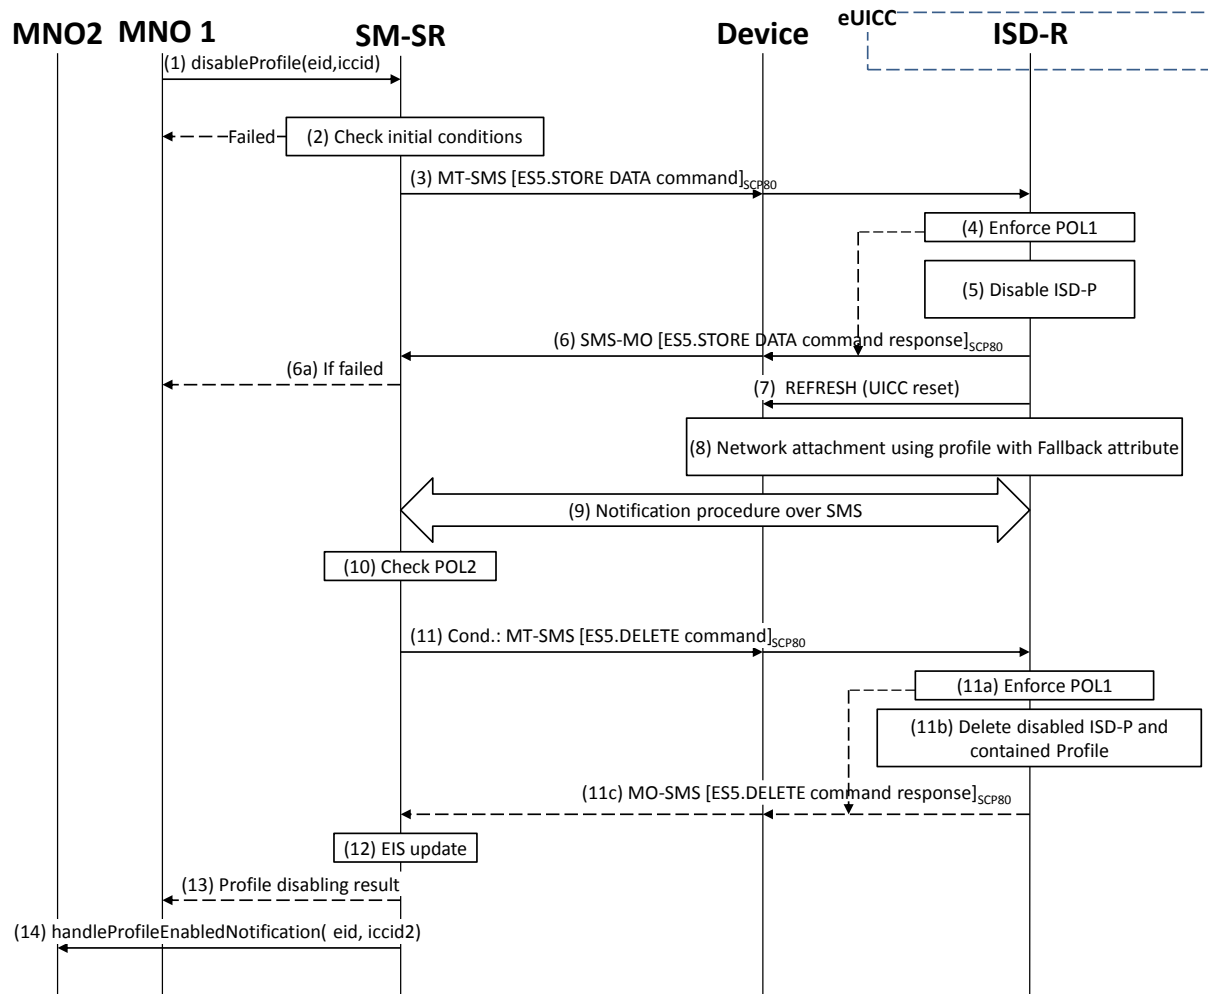 eUICC
MNO2 MNO 1 SM-SR Device ISD-R
(1) disableProfile(eid,iccid)
Failed
(2) Check initial conditions
(3) MT-SMS [ES5.STORE DATA command]SCP80
(4) Enforce POL1
(5) Disable ISD-P
(6) SMS-MO [ES5.STORE DATA command response]SCP80
(6a) If failed
(7) REFRESH (UICC reset)
(8) Network attachment using profile with Fallback attribute
(9) Notification procedure over SMS
(10) Check POL2
(11) Cond.: MT-SMS [ES5.DELETE command]SCP80
(11a) Enforce POL1
(11b) Delete disabled ISD-P and
contained Profile
(11c) MO-SMS [ES5.DELETE command response]SCP80
(12) EIS update
(13) Profile disabling result
(14) handleProfileEnabledNotification( eid, iccid2)